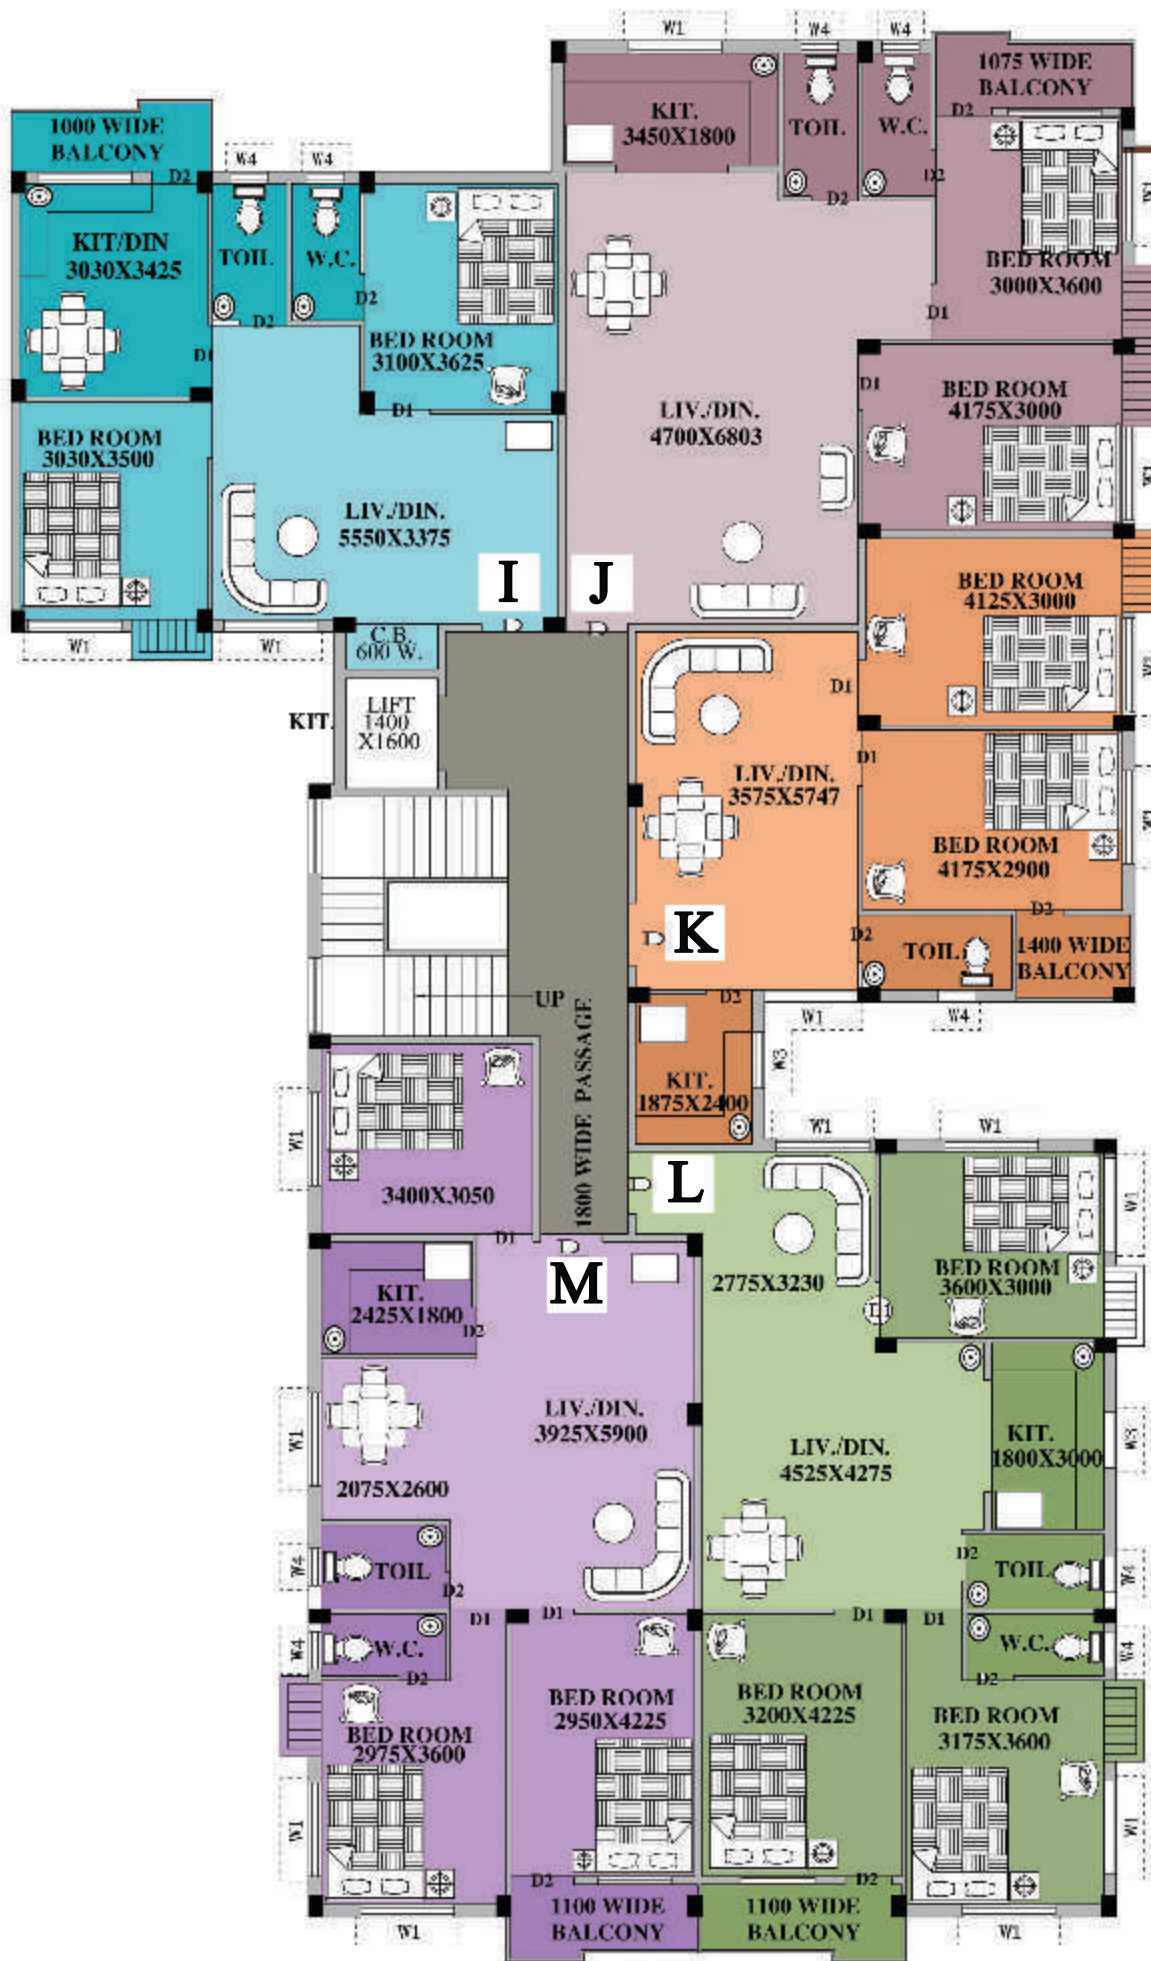 W1
W4
W4
1075 WIDE
BALCONY
KIT.
3450X1800
TOIL
W.C.
D2
D2
D2
1000 WIDE
BALCONY
D2
W4
W4
KIT/DIN
3030X3425
TOIL
W.C.
D2
D2
D1
BED ROOM
3100X3625
D1
BED ROOM
3030X3500
LIV./DIN.
5550X3375
I
W1
W1
C.B.
600 W.
BED ROOM
3000X3600
D1
W1
LIV./DIN.
4700X6803
D1
BED ROOM
4175X3000
W1
J
BED ROOM
4125X3000
D1
KIT.
LIFT
1400
X1600
LIV./DIN.
3575X5747
D1
BED ROOM
4175X2900
D2
K
D2
TOIL
1400 WIDE
BALCONY
UP
1800 WIDE PASSAGE
D2
W1
W4
W3
KIT.
1875X2400
W1
W1
W1
3400X3050
D1
L
2775X3230
BED ROOM
3600X3000
W1
D1
M
KIT.
2425X1800
D2
W1
LIV./DIN.
3925X5900
2075X2600
LIV./DIN.
4525X4275
KIT.
1800X3000
W3
W4
TOIL
D2
D2
TOIL
W4
D1
D1
D1
D1
W4
W.C.
D2
W.C.
D2
W4
BED ROOM
2975X3600
BED ROOM
2950X4225
BED ROOM
3200X4225
BED ROOM
3175X3600
W1
W1
D2
D2
1100 WIDE
BALCONY
1100 WIDE
BALCONY
W1
W1